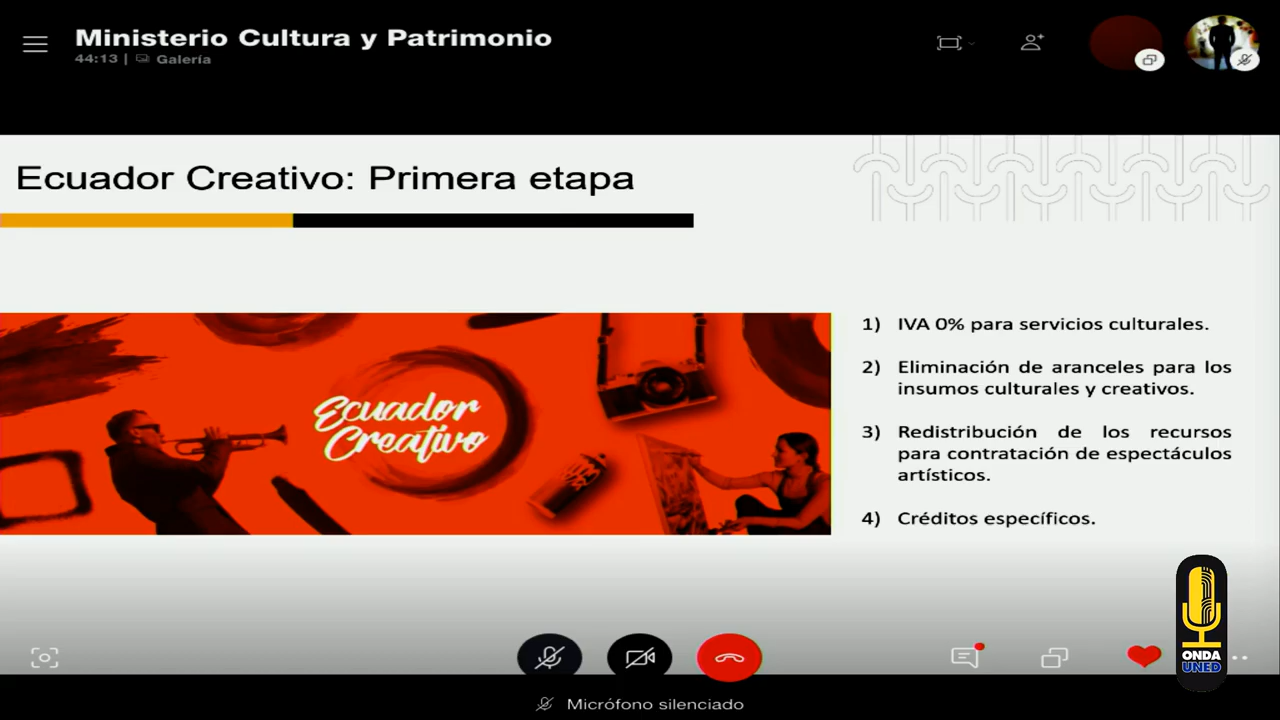 Ministerio Cultura y Patrimonio
44:13 | Galería
Ecuador Creativo: Primera etapa
Ecuador
Creativo
1) IVA 0% para servicios culturales.
2) Eliminación de aranceles para los
insumos culturales y creativos.
3) Redistribución de los recursos
para contratación de espectáculos
artísticos.
4) Créditos específicos.
ONDA
UNED
Micrófono silenciado